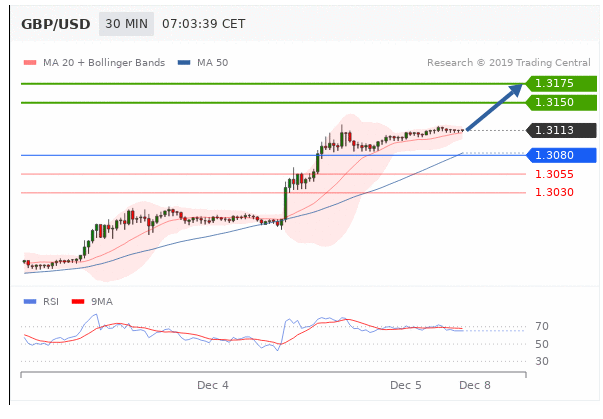 GBP/USD 30 MIN 07:03:39 CET
MA 20 + Bollinger Bands MA 50 Research © 2019 Trading Central
1.3175
1.3150
1.3113
1.3080
1.3055
1.3030
RSI 9MA
70
50
30
Dec 4 Dec 5 Dec 8